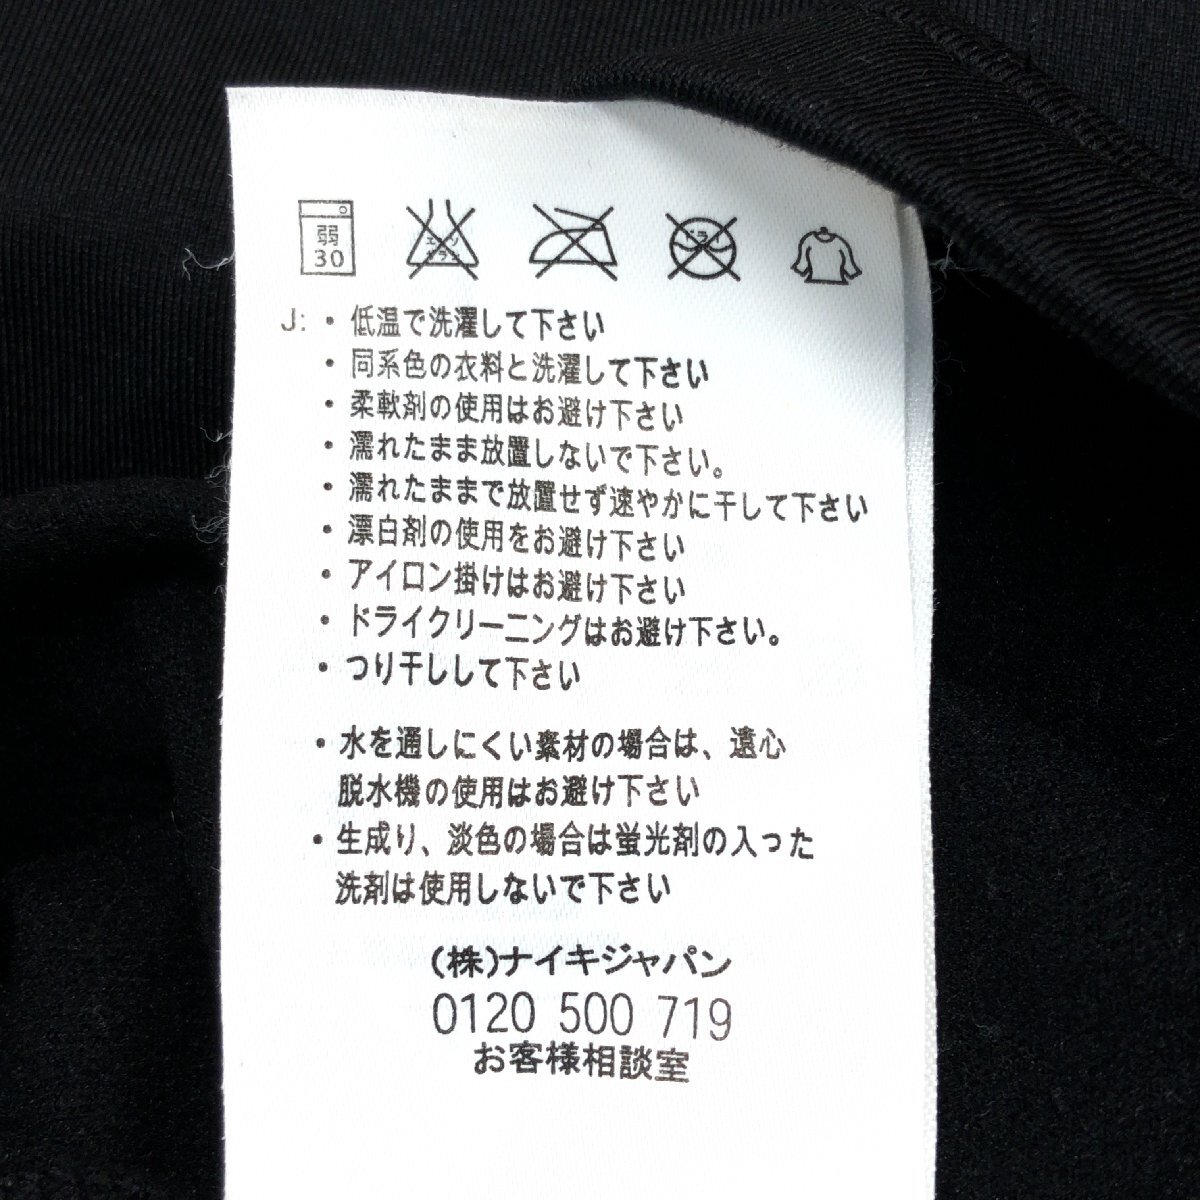 弱
30
エンソ
サラシ
ドライ
J: ・低温で洗濯して下さい
・同系色の衣料と洗濯して下さい
・柔軟剤の使用はお避け下さい
・濡れたまま放置しないで下さい。
・濡れたままで放置せず速やかに干して下さい
・漂白剤の使用をお避け下さい
・アイロン掛けはお避け下さい
・ドライクリーニングはお避け下さい。
・つり干しして下さい
・水を通しにくい素材の場合は、遠心
脱水機の使用はお避け下さい
・生成り、淡色の場合は蛍光剤の入った
洗剤は使用しないで下さい
(株)ナイキジャパン
0120 500 719
お客様相談室